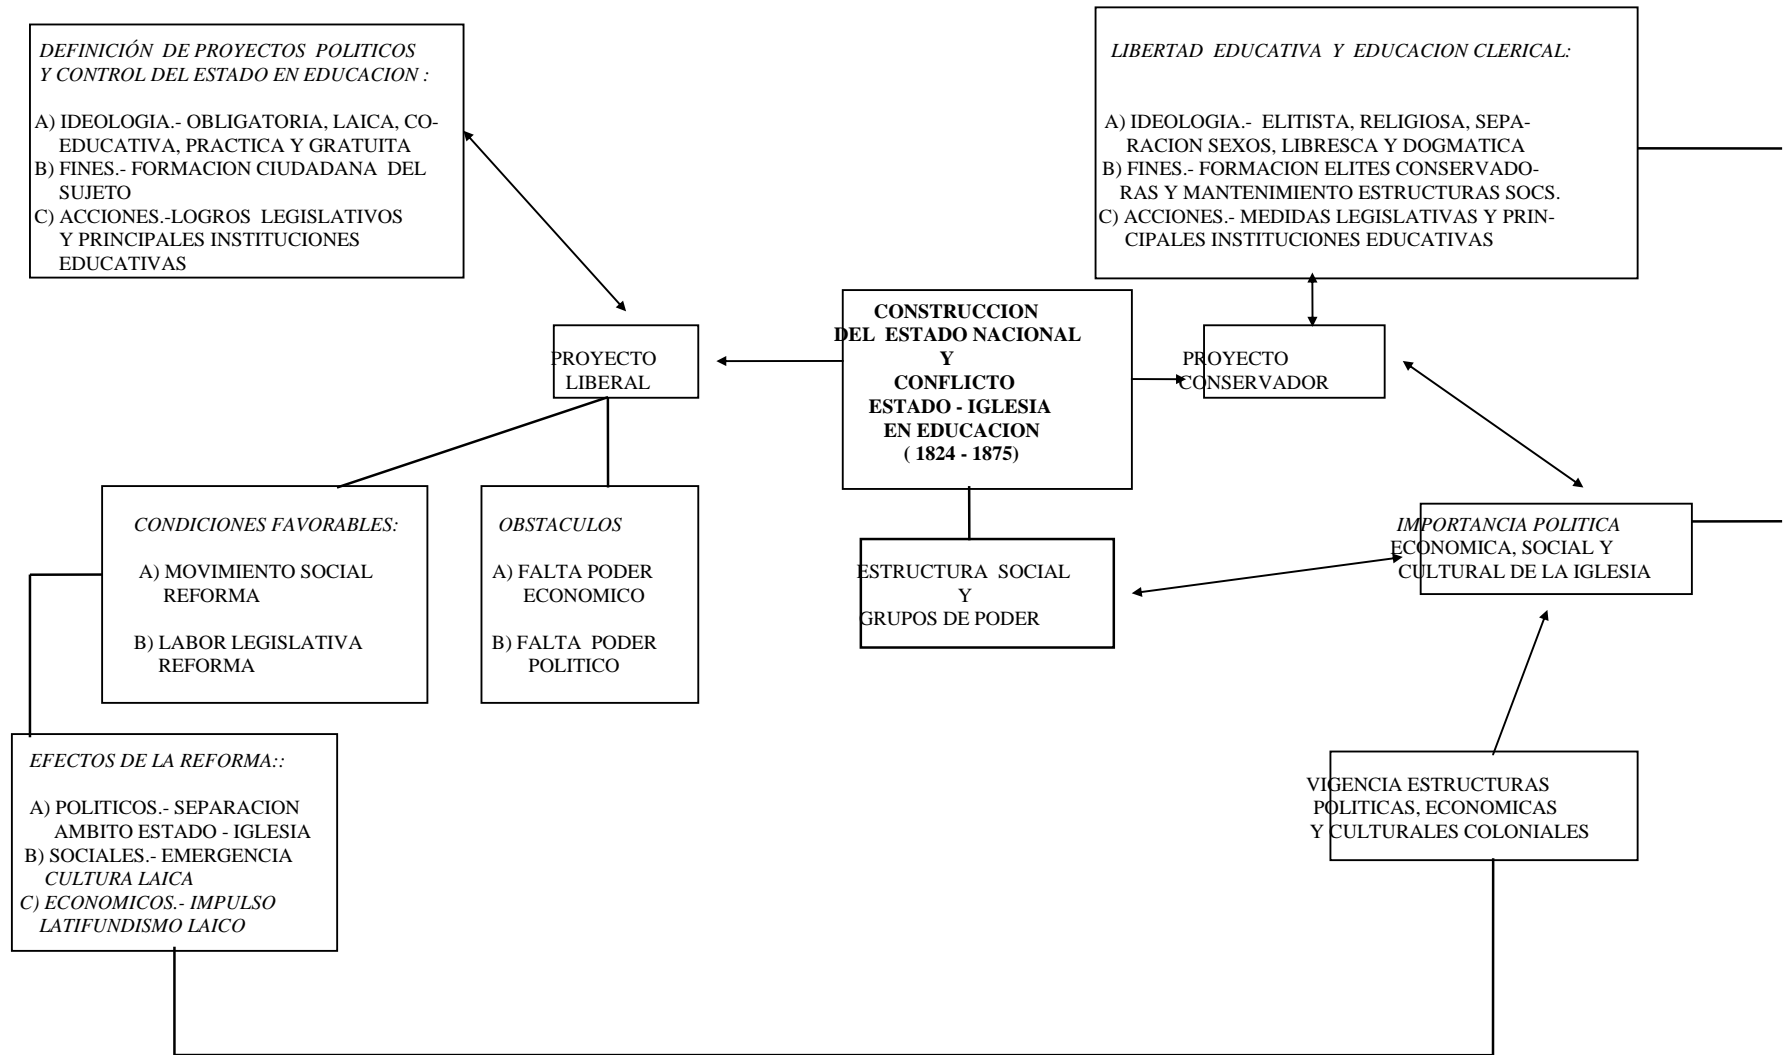 DEFINICIÓN DE PROYECTOS POLITICOS
Y CONTROL DEL ESTADO EN EDUCACION :
A) IDEOLOGIA.- OBLIGATORIA, LAICA, CO-
EDUCATIVA, PRACTICA Y GRATUITA
B) FINES.- FORMACION CIUDADANA DEL
SUJETO
C) ACCIONES.-LOGROS LEGISLATIVOS
Y PRINCIPALES INSTITUCIONES
EDUCATIVAS
LIBERTAD EDUCATIVA Y EDUCACION CLERICAL:
A) IDEOLOGIA.- ELITISTA, RELIGIOSA, SEPA-
RACION SEXOS, LIBRESCA Y DOGMATICA
B) FINES.- FORMACION ELITES CONSERVADO-
RAS Y MANTENIMIENTO ESTRUCTURAS SOCS.
C) ACCIONES.- MEDIDAS LEGISLATIVAS Y PRIN-
CIPALES INSTITUCIONES EDUCATIVAS
PROYECTO
LIBERAL
CONSTRUCCION
DEL ESTADO NACIONAL
Y
CONFLICTO
ESTADO - IGLESIA
EN EDUCACION
( 1824 - 1875)
PROYECTO
CONSERVADOR
CONDICIONES FAVORABLES:
A) MOVIMIENTO SOCIAL
REFORMA
B) LABOR LEGISLATIVA
REFORMA
OBSTACULOS
A) FALTA PODER
ECONOMICO
B) FALTA PODER
POLITICO
ESTRUCTURA SOCIAL
Y
GRUPOS DE PODER
IMPORTANCIA POLITICA
ECONOMICA, SOCIAL Y
CULTURAL DE LA IGLESIA
EFECTOS DE LA REFORMA::
A) POLITICOS.- SEPARACION
AMBITO ESTADO - IGLESIA
B) SOCIALES.- EMERGENCIA
CULTURA LAICA
C) ECONOMICOS.- IMPULSO
LATIFUNDISMO LAICO
VIGENCIA ESTRUCTURAS
POLITICAS, ECONOMICAS
Y CULTURALES COLONIALES